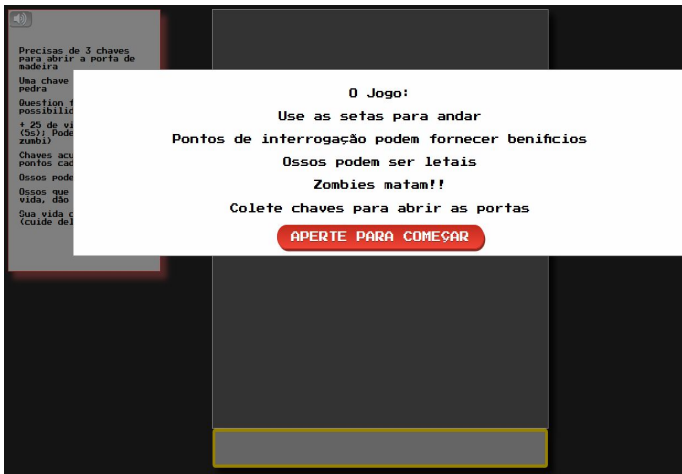 Precisas de 3 chaves
para abrir a porta de
madeira
Uma chave
pedra
Question
possibilid
+ 25 de vi
(5s); Pode
zumbi)
Chaves acu
pontos cad
Ossos pode
Ossos que
vida, dão
Sua vida
(cuide del
O Jogo:
Use as setas para andar
Pontos de interrogação podem fornecer benifícios
Ossos podem ser letais
Zombies matam!!
Colete chaves para abrir as portas
APERTE PARA COMEÇAR